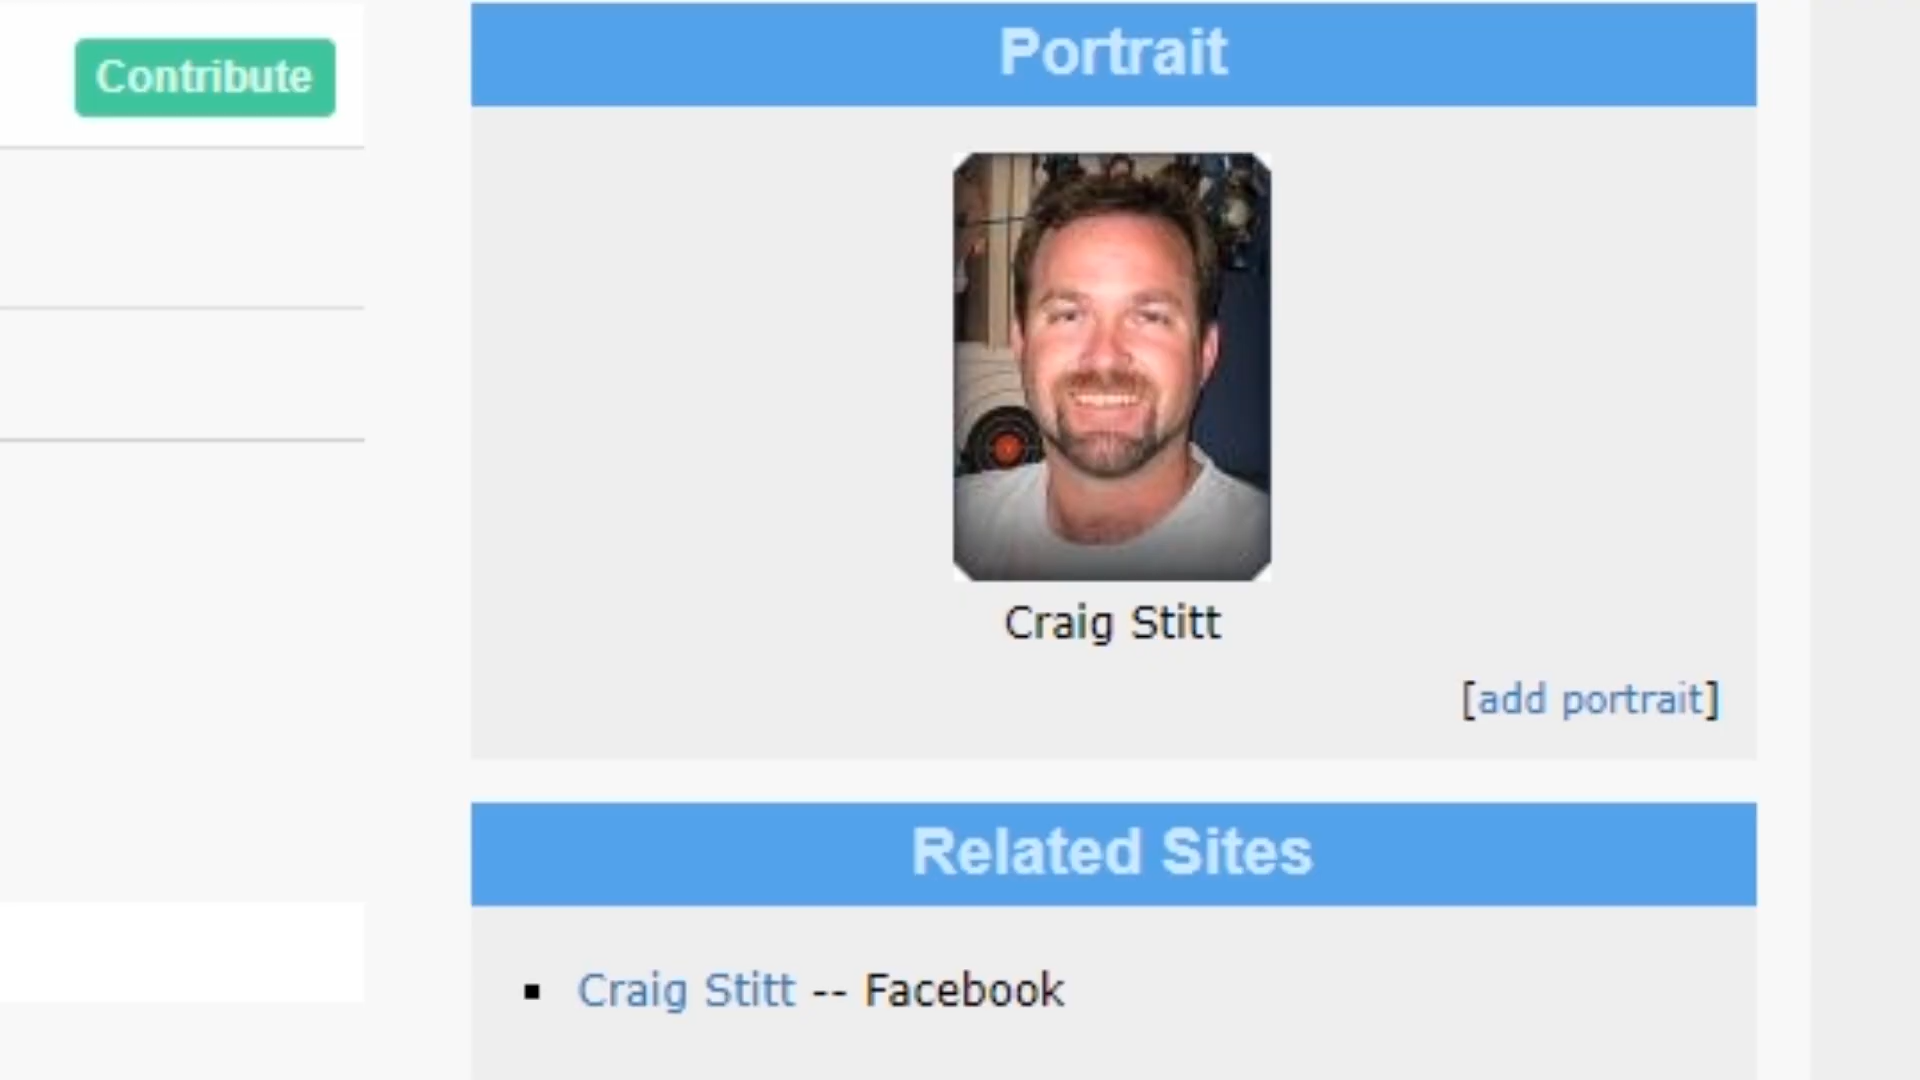 Contribute
Portrait
Craig Stitt
[add portrait]
Related Sites
▪ Craig Stitt -- Facebook